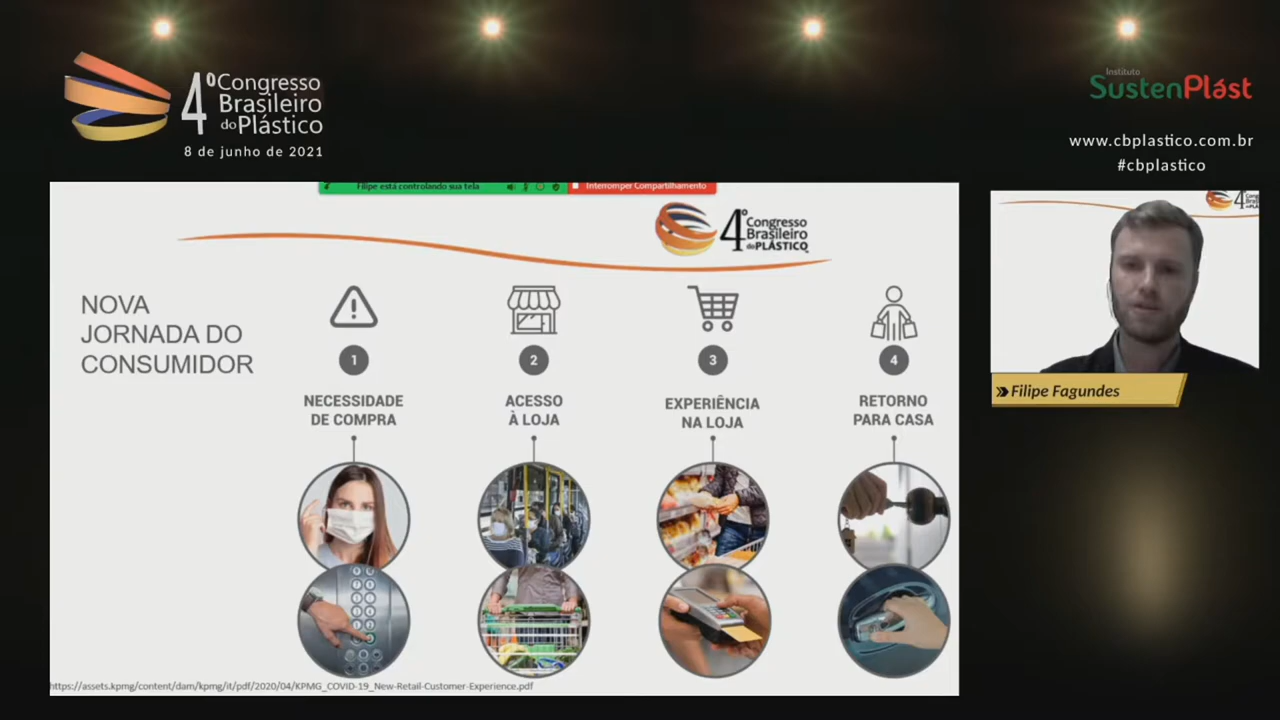 4º Congresso
Brasileiro
do Plástico
8 de junho de 2021
Instituto
SustenPlást
www.cbplastico.com.br
#cbplastico
Filipe está controlando sua tela
Interromper Compartilhamento
4º Congresso
Brasileiro
do PLÁSTICO
NOVA
JORNADA DO
CONSUMIDOR
1
NECESSIDADE
DE COMPRA
2
ACESSO
À LOJA
3
EXPERIÊNCIA
NA LOJA
4
RETORNO
PARA CASA
https://assets.kpmg/content/dam/kpmg/it/pdf/2020/04/KPMG_COVID-19_New-Retail-Customer-Experience.pdf
Filipe Fagundes